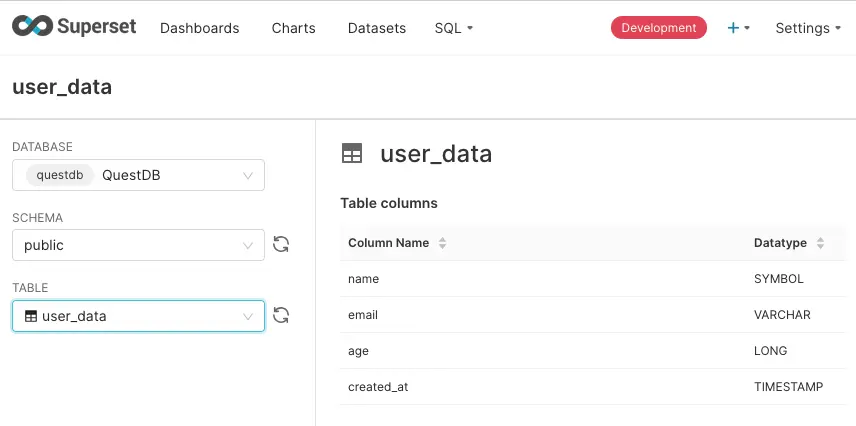 Superset Dashboards Charts Datasets SQL Development + Settings
user_data
DATABASE
questdb QuestDB
SCHEMA
public
TABLE
user_data
user_data
Table columns
Column Name Datatype
name SYMBOL
email VARCHAR
age LONG
created_at TIMESTAMP